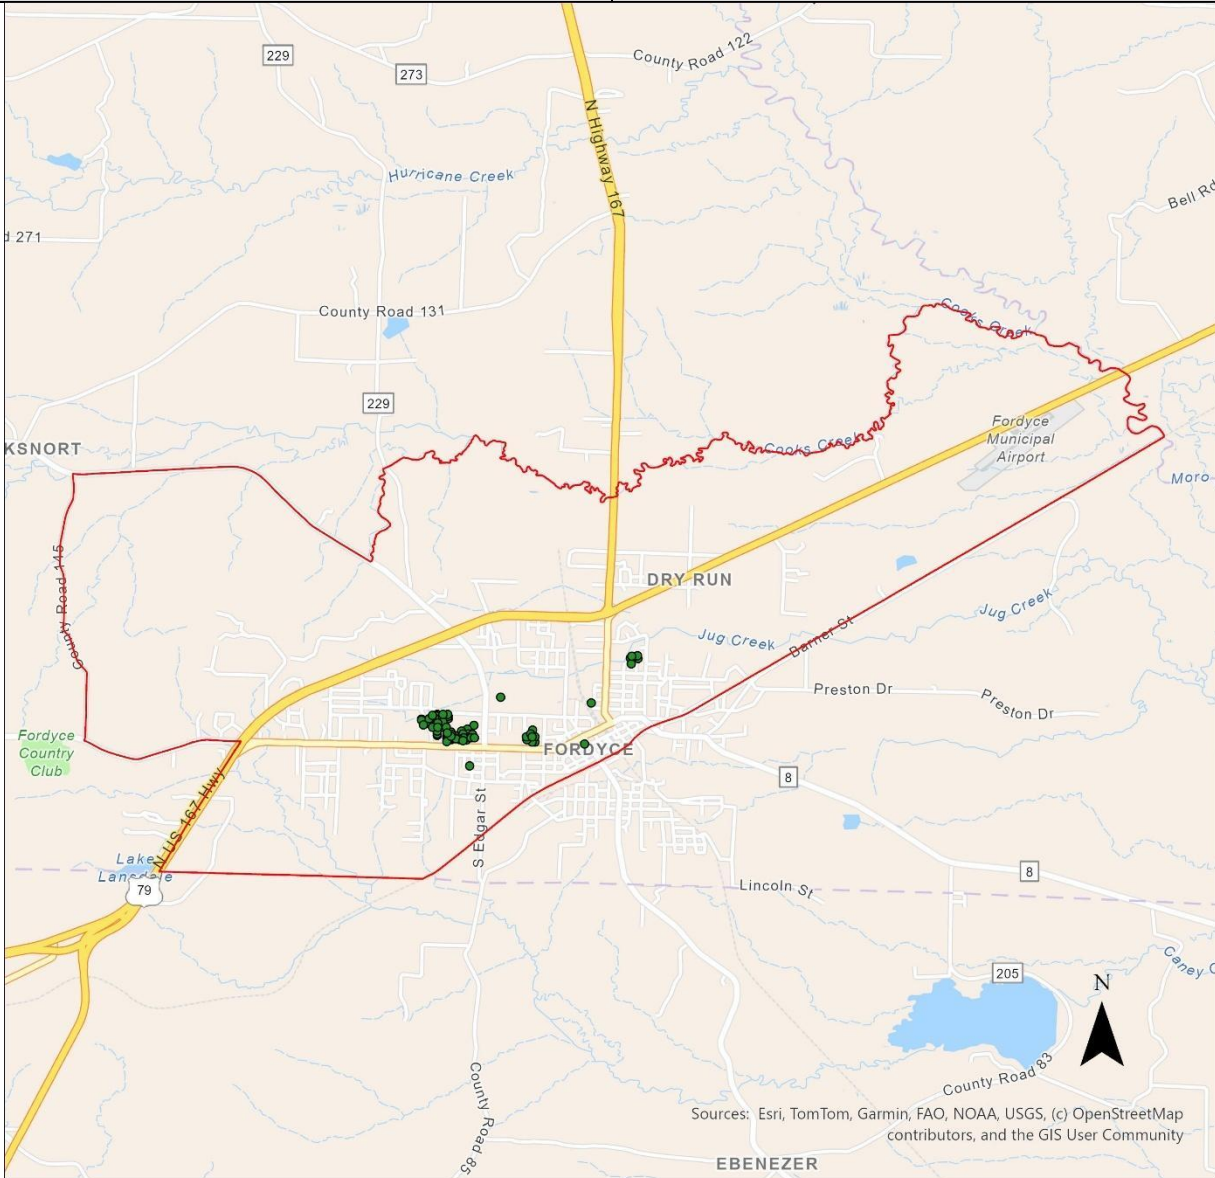 County Road 122
229
273
N Highway 167
Hurricane Creek
Bell Rd
d 271
County Road 131
Cooks Creek
229
Fordyce
Municipal
Airport
KSNORT
Cooks Creek
Moro
County Road 145
DRY RUN
Jug Creek
Jug Creek
Barner St
Preston Dr
Preston Dr
Fordyce
Country
Club
FORDYCE
8
N US 167 Hwy
S Edgar St
Lake
Lansdale
79
8
Lincoln St
205
Caney C
N
County Road 85
County Road 83
Sources: Esri, TomTom, Garmin, FAO, NOAA, USGS, (c) OpenStreetMap
contributors, and the GIS User Community
EBENEZER